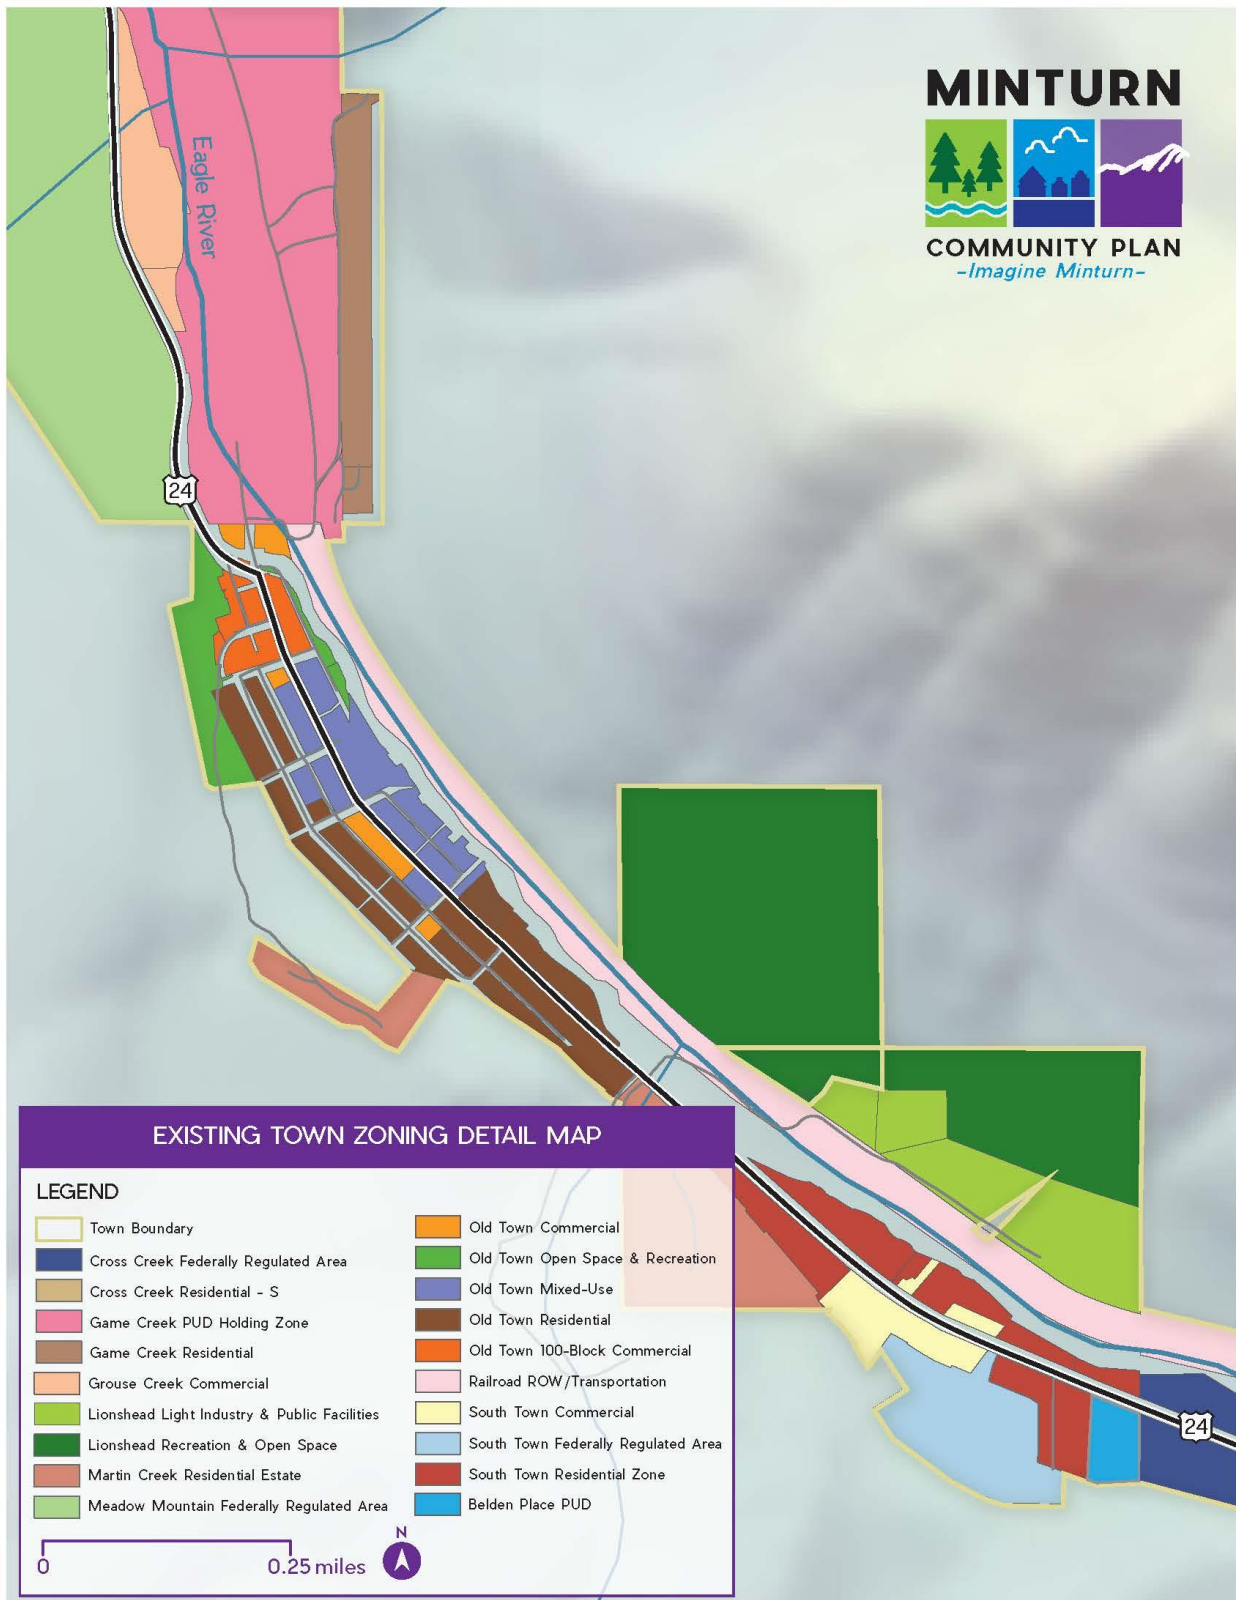 MINTURN
COMMUNITY PLAN
-Imagine Minturn-
Eagle River
24
EXISTING TOWN ZONING DETAIL MAP
LEGEND
Town Boundary
Cross Creek Federally Regulated Area
Cross Creek Residential - S
Game Creek PUD Holding Zone
Game Creek Residential
Grouse Creek Commercial
Lionshead Light Industry & Public Facilities
Lionshead Recreation & Open Space
Martin Creek Residential Estate
Meadow Mountain Federally Regulated Area
Old Town Commercial
Old Town Open Space & Recreation
Old Town Mixed-Use
Old Town Residential
Old Town 100-Block Commercial
Railroad ROW/Transportation
South Town Commercial
South Town Federally Regulated Area
South Town Residential Zone
Belden Place PUD
24
N
0 0.25 miles